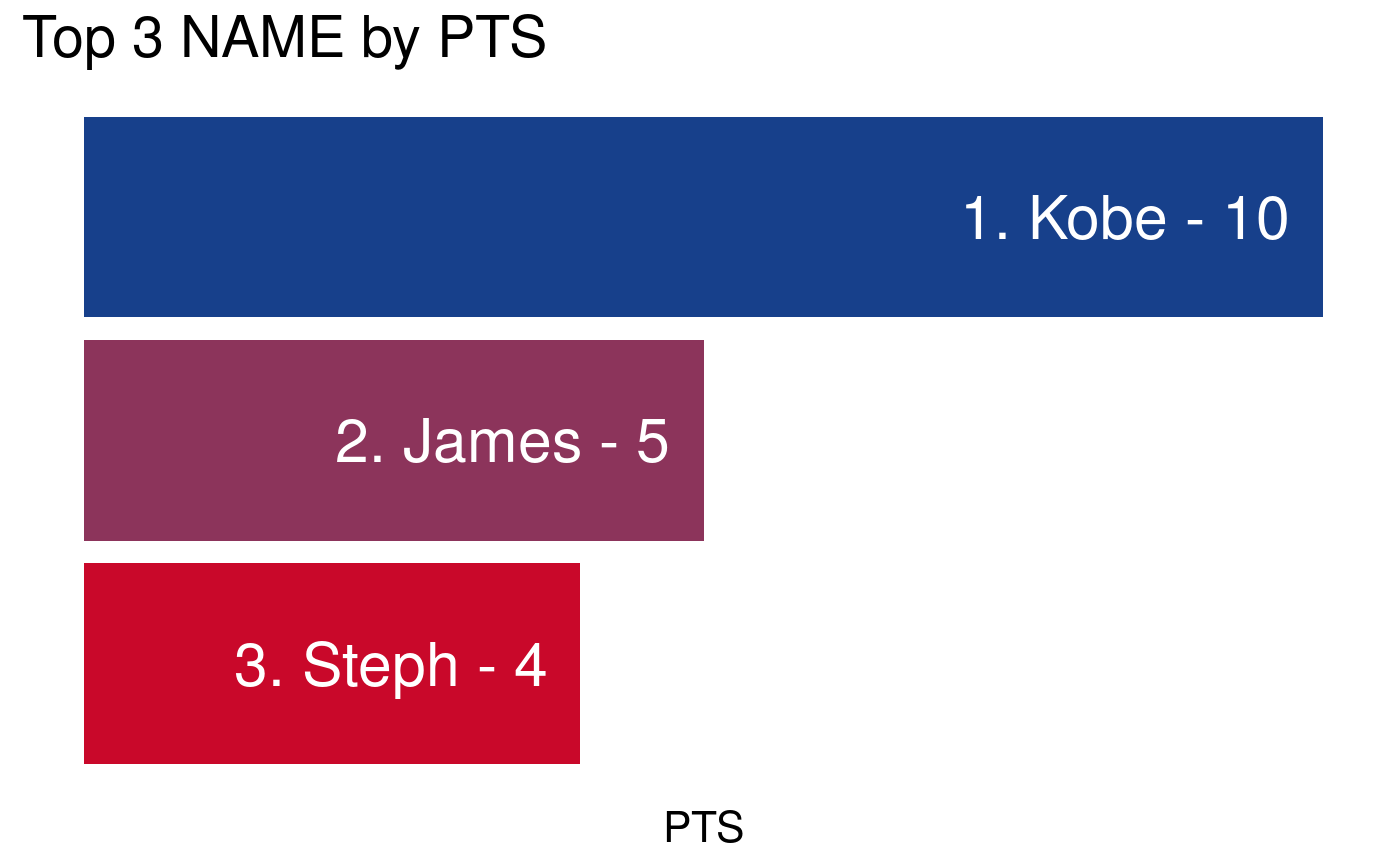 Top 3 NAME by PTS
1. Kobe - 10
2. James - 5
3. Steph - 4
PTS